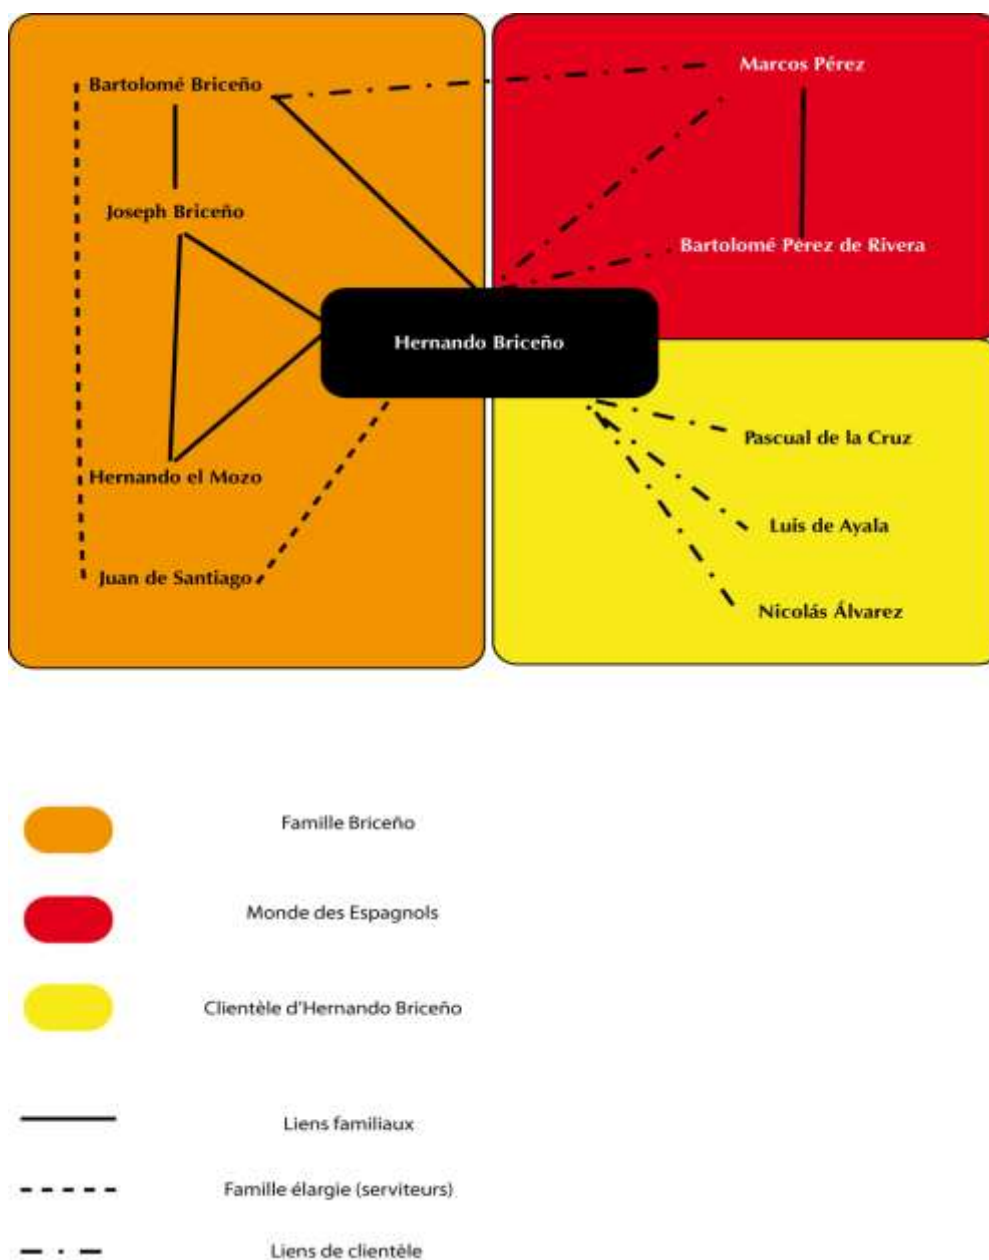 Bartolomé Briceño
Marcos Pérez
Joseph Briceño
Bartolomé Pérez de Rivera
Hernando Briceño
Pascual de la Cruz
Hernando el Mozo
Luis de Ayala
Juan de Santiago
Nicolás Álvarez
Famille Briceño
Monde des Espagnols
Clientèle d'Hernando Briceño
Liens familiaux
Famille élargie (serviteurs)
Liens de clientèle